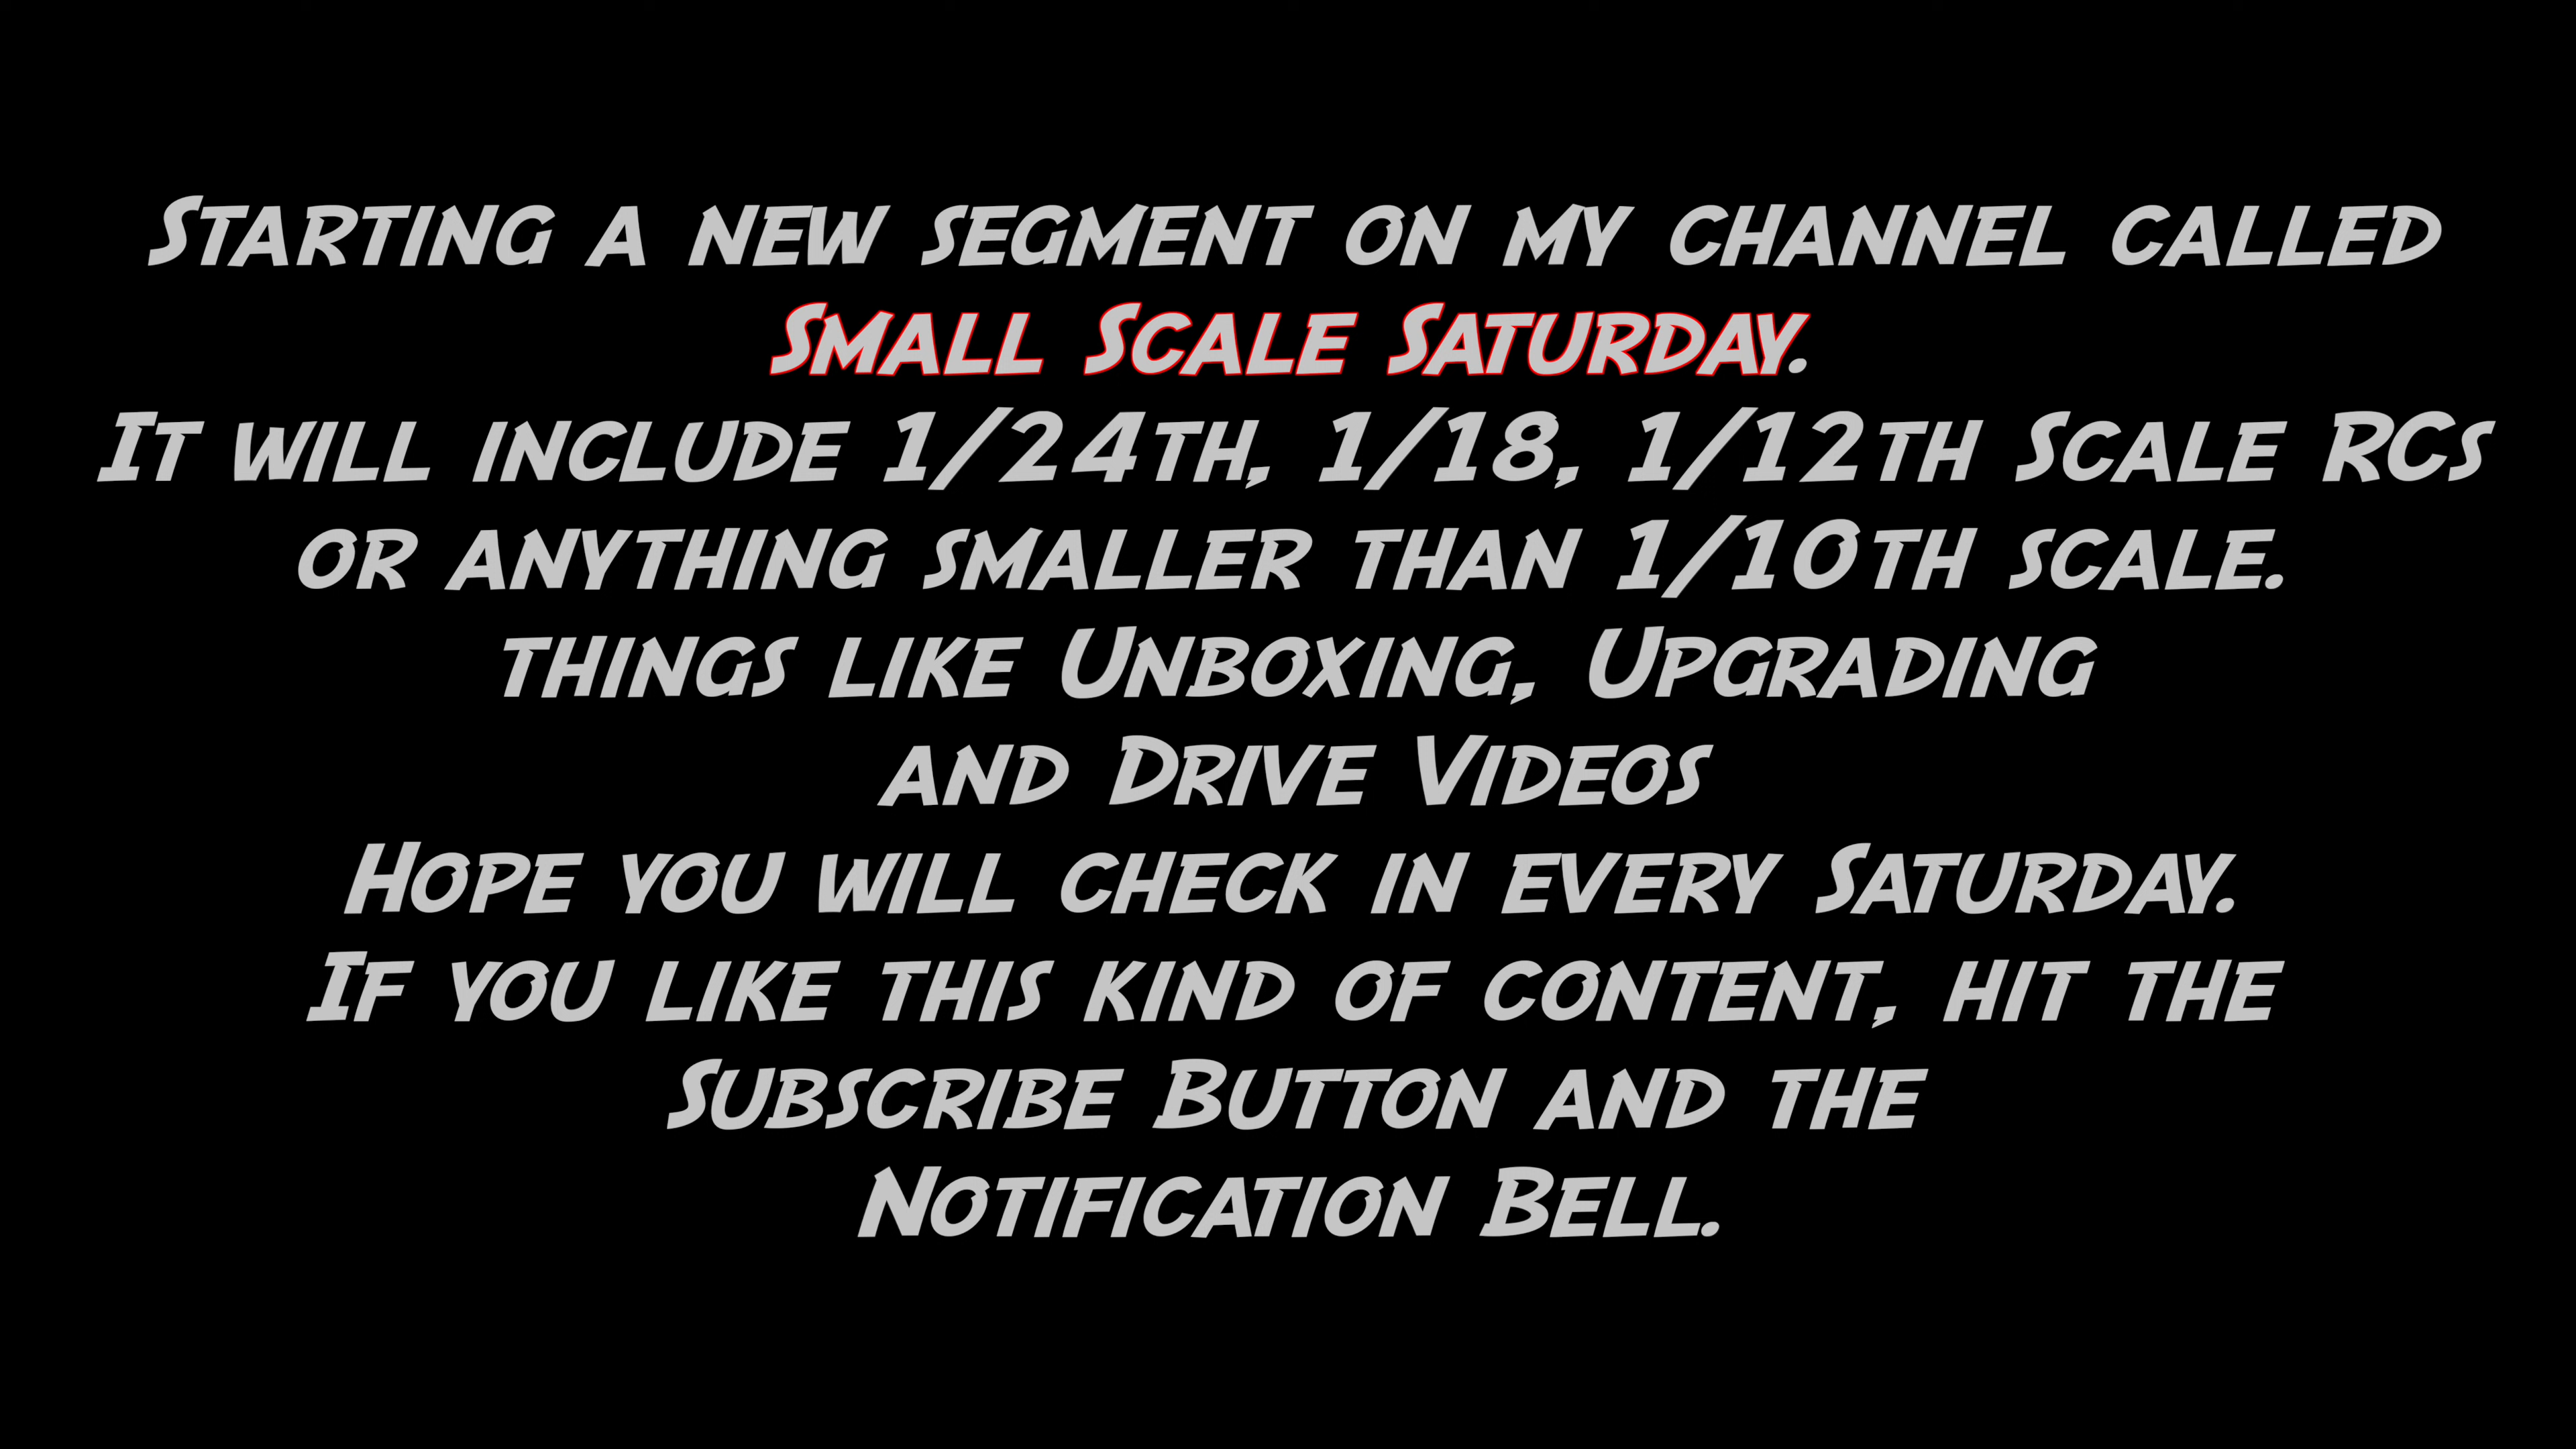 Starting a new segment on my channel called
Small Scale Saturday.
It will include 1/24th, 1/18, 1/12th Scale RCs
or anything smaller than 1/10th scale.
things like Unboxing, Upgrading
and Drive Videos
Hope you will check in every Saturday.
If you like this kind of content, hit the
Subscribe Button and the
Notification Bell.